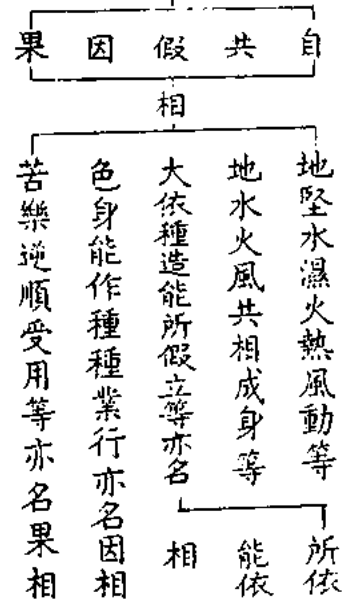 自共假因果
相
地堅水濕火熱風動等
地水火風共相成身等
大依種造能所假立等亦名
色身能作種種業行亦名因相
苦樂逆順受用等亦名果相
所依
能依
相